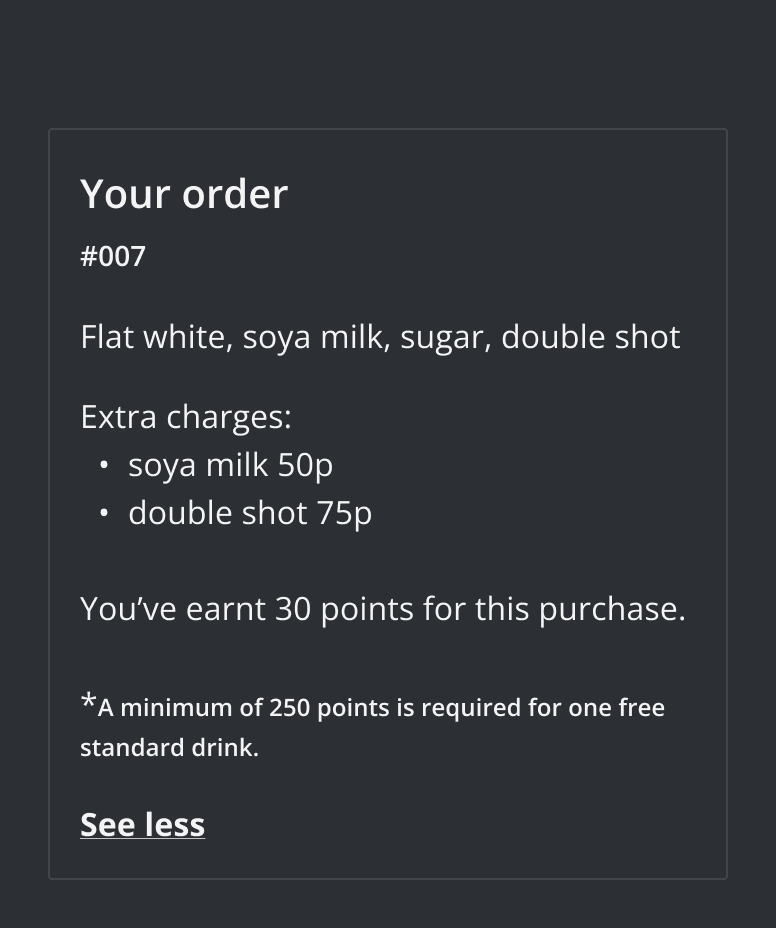 Your order
#007
Flat white, soya milk, sugar, double shot
Extra charges:
• soya milk 50p
• double shot 75p
You’ve earnt 30 points for this purchase.
*A minimum of 250 points is required for one free
standard drink.
See less